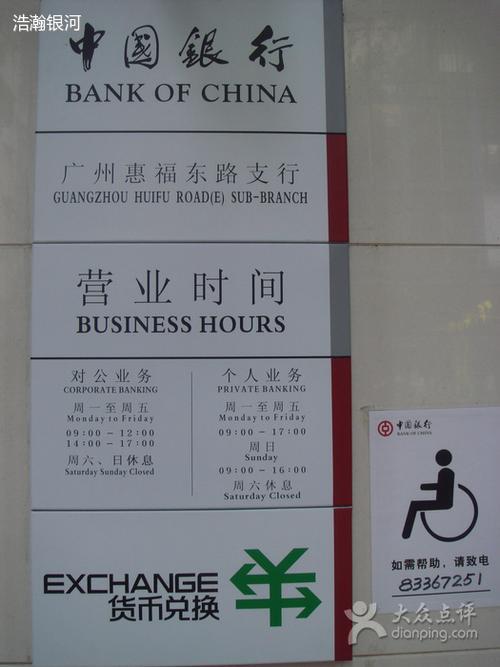 浩瀚银河
中國銀行
BANK OF CHINA
广州惠福东路支行
GUANGZHOU HUIFU ROAD(E) SUB-BRANCH
营业时间
BUSINESS HOURS
对公业务
CORPORATE BANKING
周一至周五
Monday to Friday
09:00 - 12:00
14:00 - 17:00
周六、日休息
Saturday Sunday Closed
个人业务
PRIVATE BANKING
周一至周五
Monday to Friday
09:00 - 17:00
周日
Sunday
09:00 - 16:00
周六休息
Saturday Closed
EXCHANGE
货币兑换
中國銀行
BANK OF CHINA
如需帮助，请致电
83367251
大众点评
dianping.com